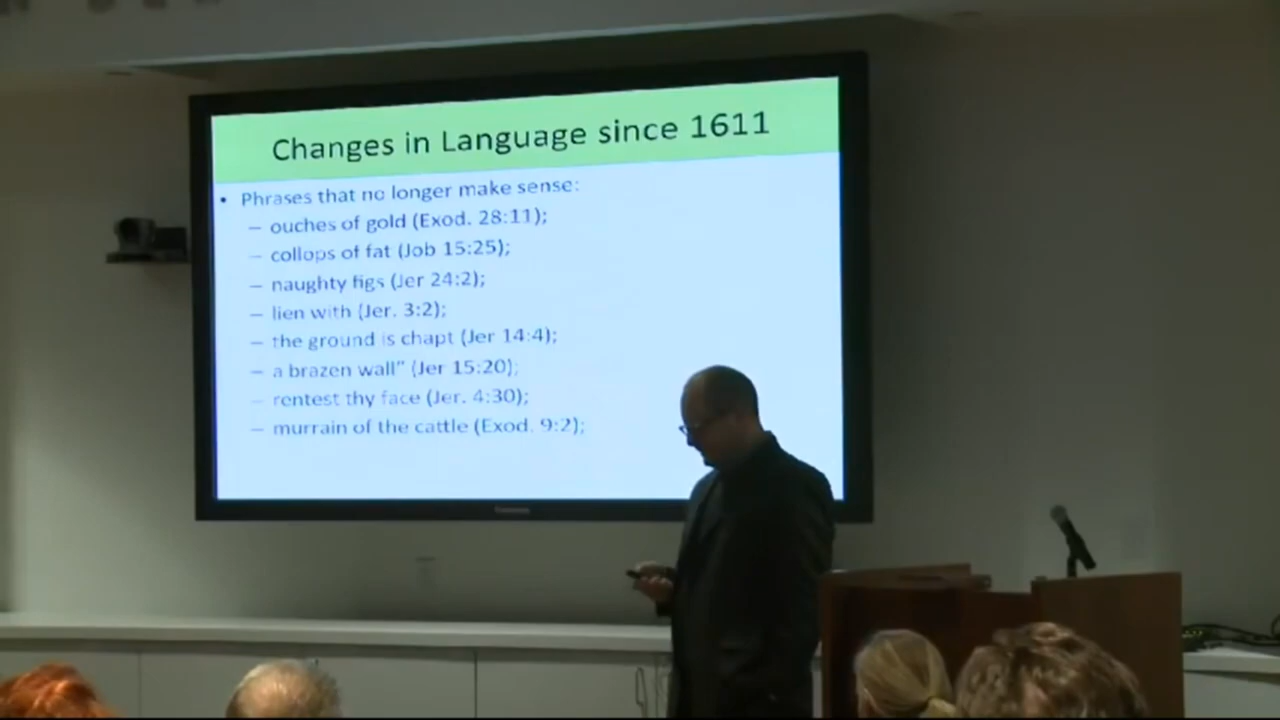 Changes in Language since 1611
• Phrases that no longer make sense:
– ouches of gold (Exod. 28:11);
– collops of fat (Job 15:25);
– naughty figs (Jer 24:2);
– lien with (Jer. 3:2);
– the ground is chapt (Jer 14:4);
– a brazen wall” (Jer 15:20);
– rentest thy face (Jer. 4:30);
– murrain of the cattle (Exod. 9:2);